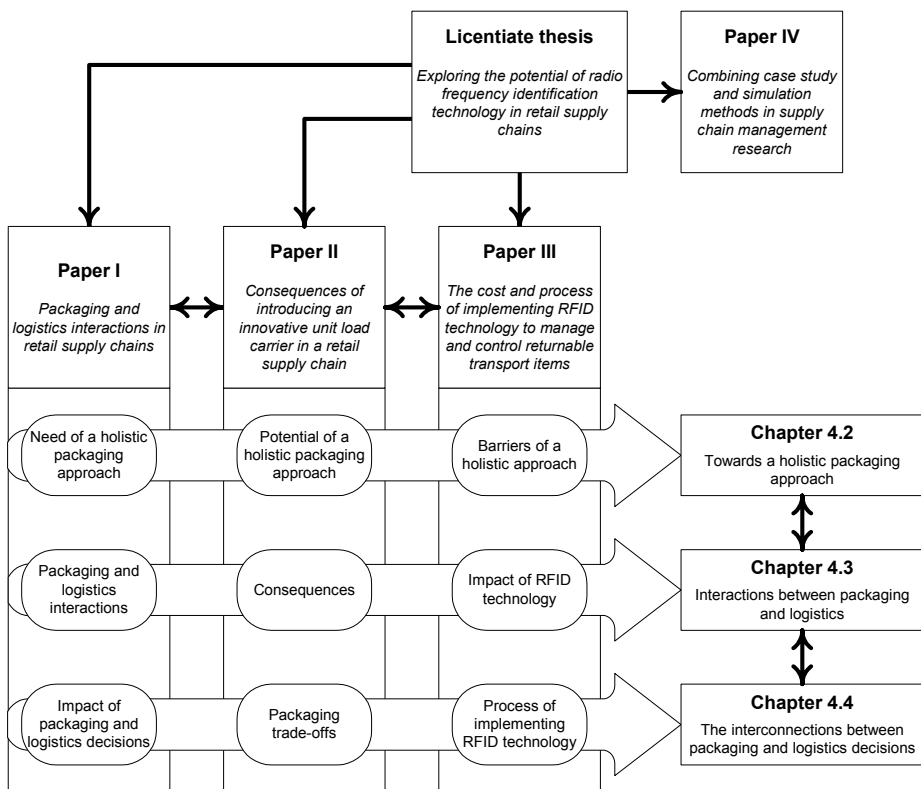 Licentiate thesis
Exploring the potential of radio
frequency identification
technology in retail supply
chains
Paper IV
Combining case study
and simulation
methods in supply
chain management
research
Paper I
Packaging and
logistics interactions in
retail supply chains
Paper II
Consequences of
introducing an
innovative unit load
carrier in a retail
supply chain
Paper III
The cost and process
of implementing RFID
technology to manage
and control returnable
transport items
Need of a holistic
packaging
approach
Potential of a
holistic packaging
approach
Barriers of a
holistic approach
Chapter 4.2
Towards a holistic packaging
approach
Packaging and
logistics
interactions
Consequences
Impact of RFID
technology
Chapter 4.3
Interactions between packaging
and logistics
Impact of
packaging and
logistics decisions
Packaging
trade-offs
Process of
implementing
RFID technology
Chapter 4.4
The interconnections between
packaging and logistics decisions